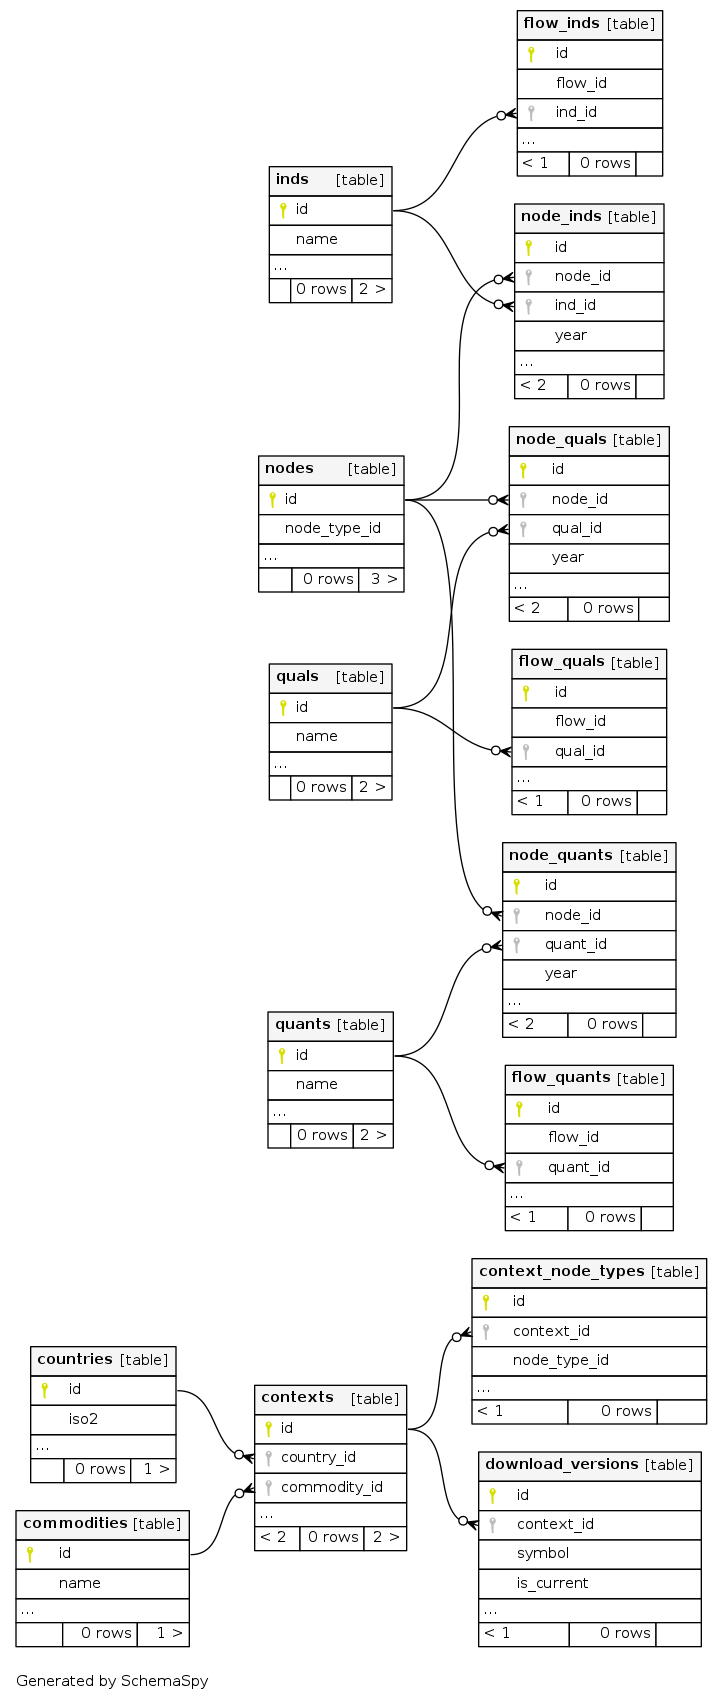 flow_inds [table]
id
flow_id
ind_id
...
< 1 0 rows
inds [table]
id
name
...
0 rows 2 >
node_inds [table]
id
node_id
ind_id
year
...
< 2 0 rows
nodes [table]
id
node_type_id
...
0 rows 3 >
node_quals [table]
id
node_id
qual_id
year
...
< 2 0 rows
quals [table]
id
name
...
0 rows 2 >
flow_quals [table]
id
flow_id
qual_id
...
< 1 0 rows
node_quants [table]
id
node_id
quant_id
year
...
< 2 0 rows
quants [table]
id
name
...
0 rows 2 >
flow_quants [table]
id
flow_id
quant_id
...
< 1 0 rows
context_node_types [table]
id
context_id
node_type_id
...
< 1 0 rows
countries [table]
id
iso2
...
0 rows 1 >
contexts [table]
id
country_id
commodity_id
...
< 2 0 rows 2 >
download_versions [table]
id
context_id
symbol
is_current
...
< 1 0 rows
commodities [table]
id
name
...
0 rows 1 >
Generated by SchemaSpy